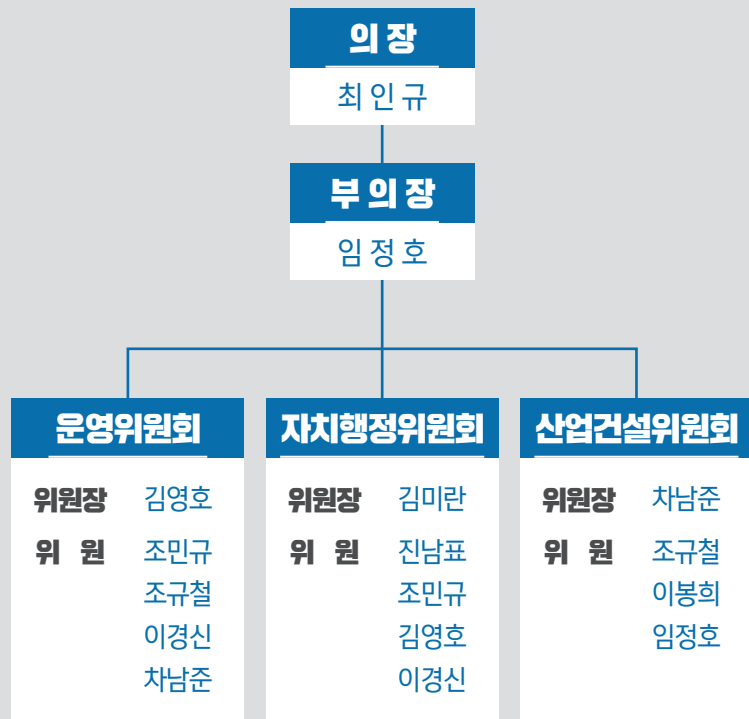 의 장
최 인 규
부 의 장
임 정 호
운영위원회
위원장 김영호
위 원 조민규
조규철
이경신
차남준
자치행정위원회
위원장 김미란
위 원 진남표
조민규
김영호
이경신
산업건설위원회
위원장 차남준
위 원 조규철
이봉희
임정호